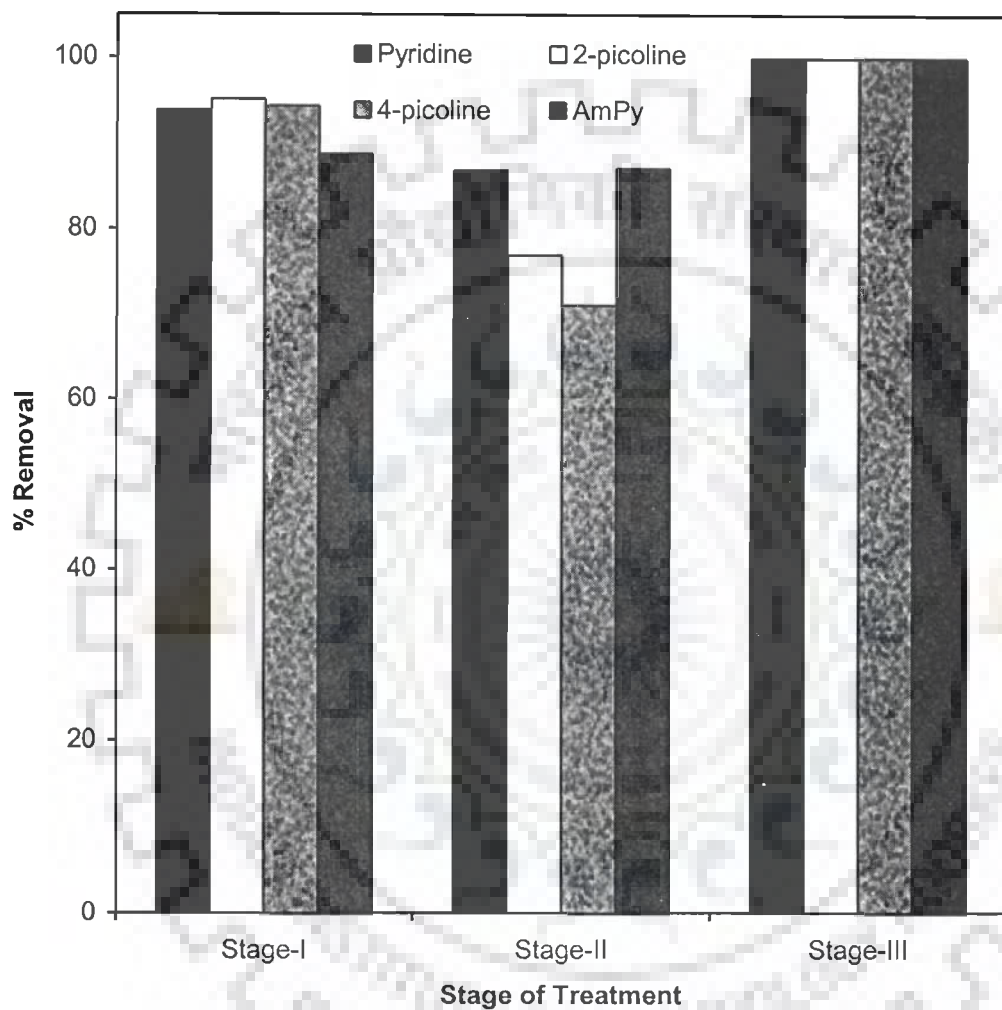 100
80
60
40
20
0
% Removal
Pyridine
2-picoline
4-picoline
AmPy
Stage-I
Stage-II
Stage-III
Stage of Treatment